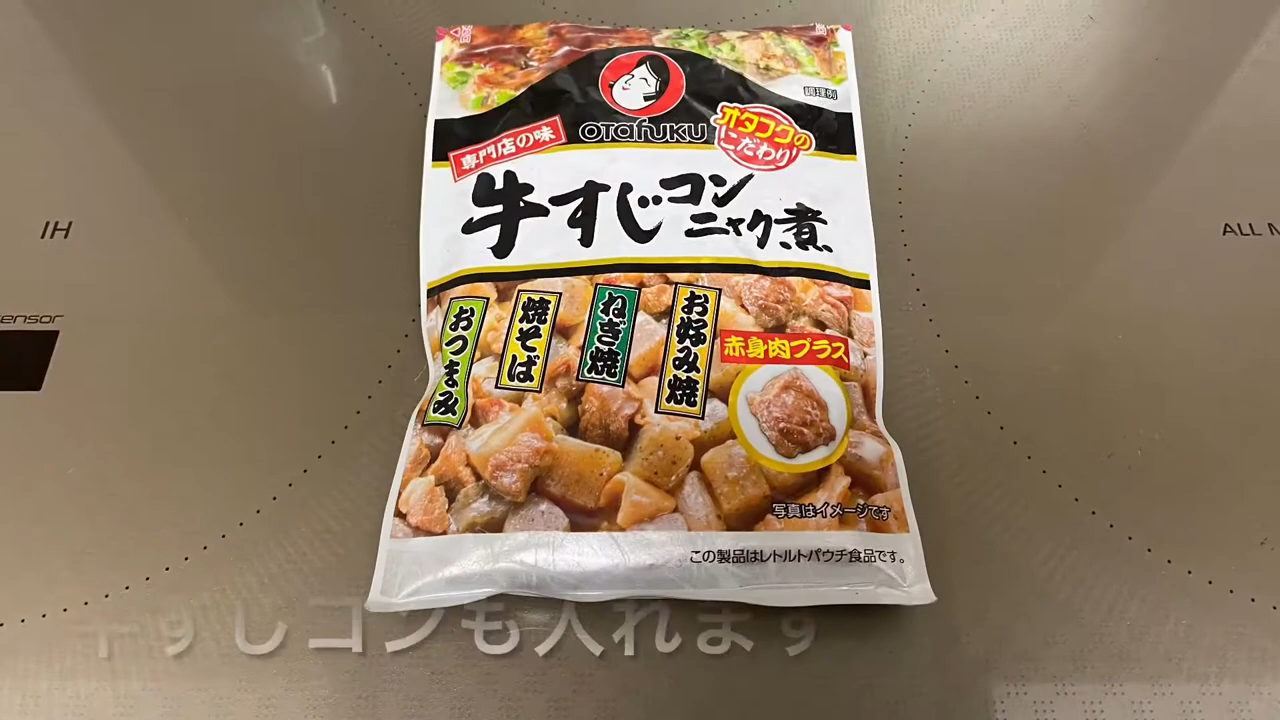 調理例
OTafuKU
オタフクの
こだわり
専門店の味
牛すじコンニャク煮
おつまみ
焼そば
ねぎ焼
お好み焼
赤身肉プラス
写真はイメージです
この製品はレトルトパウチ食品です。
牛すじコンも入れます
IH
ensor
ALL